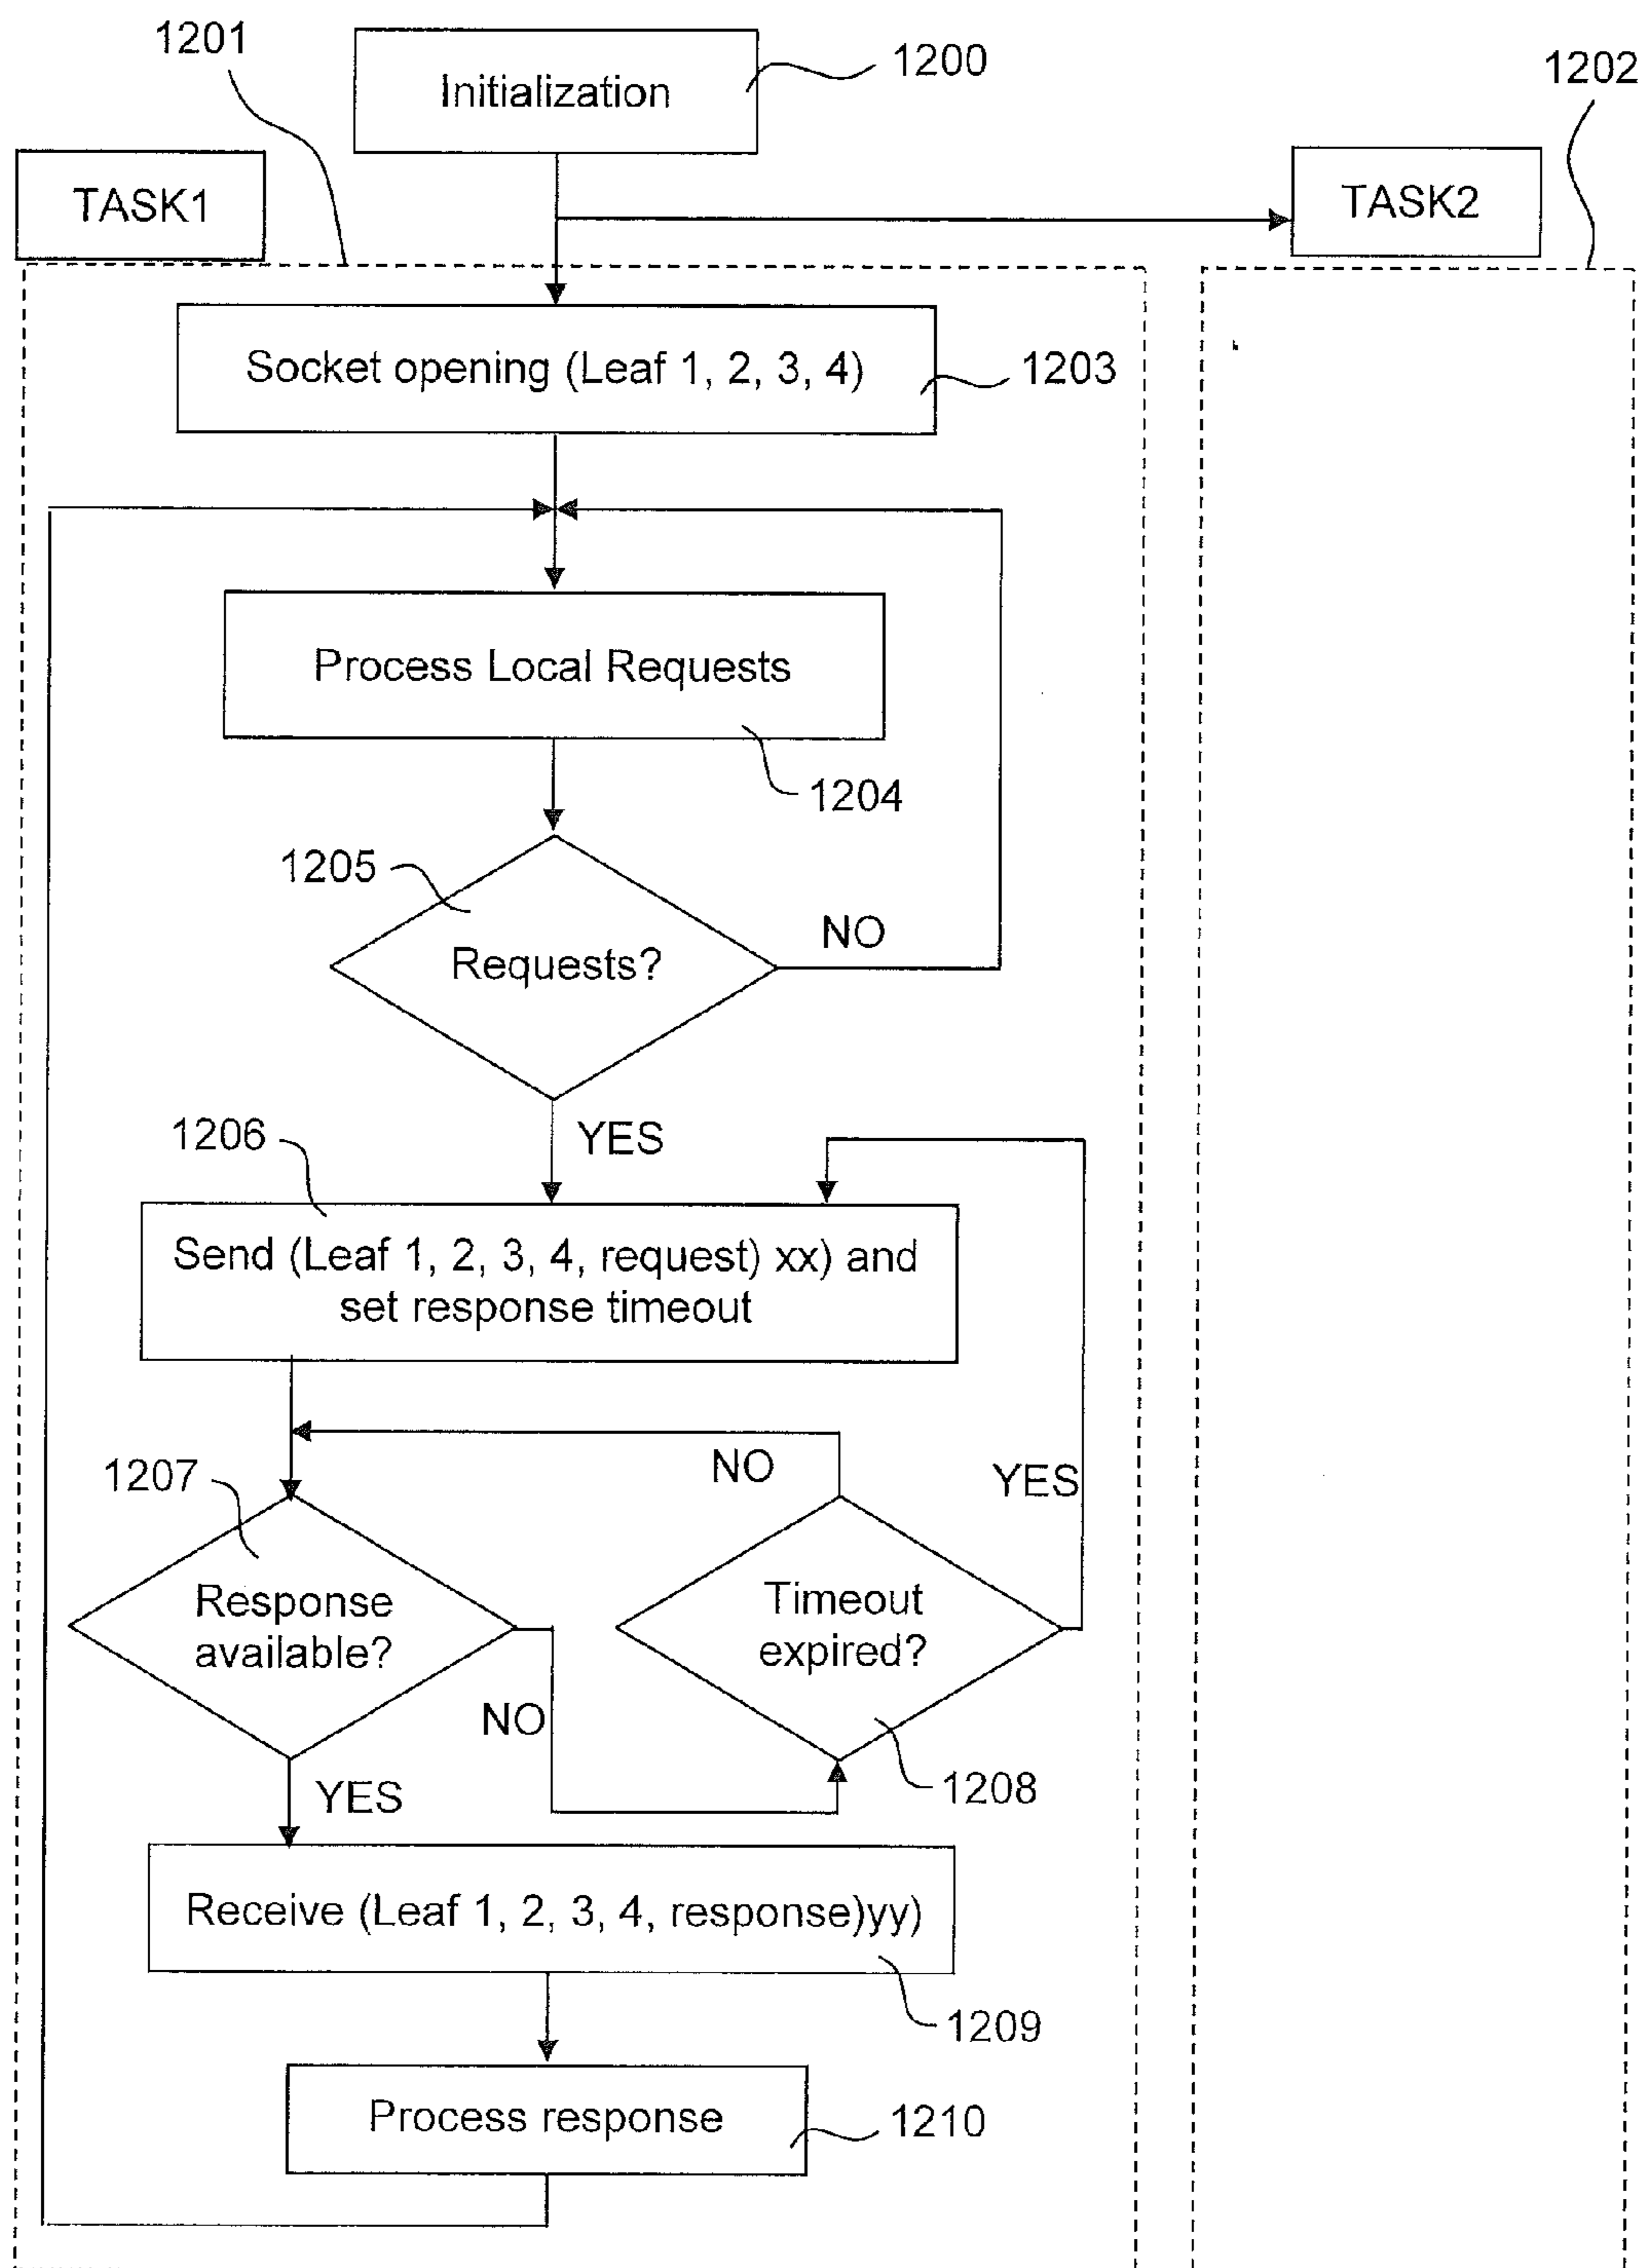 1201
Initialization
1200
1202
TASK1
TASK2
Socket opening (Leaf 1, 2, 3, 4)
1203
Process Local Requests
1204
1205
Requests?
NO
YES
1206
Send (Leaf 1, 2, 3, 4, request) xx) and
set response timeout
NO
YES
1207
Response
available?
Timeout
expired?
NO
1208
YES
Receive (Leaf 1, 2, 3, 4, response)yy)
1209
Process response
1210